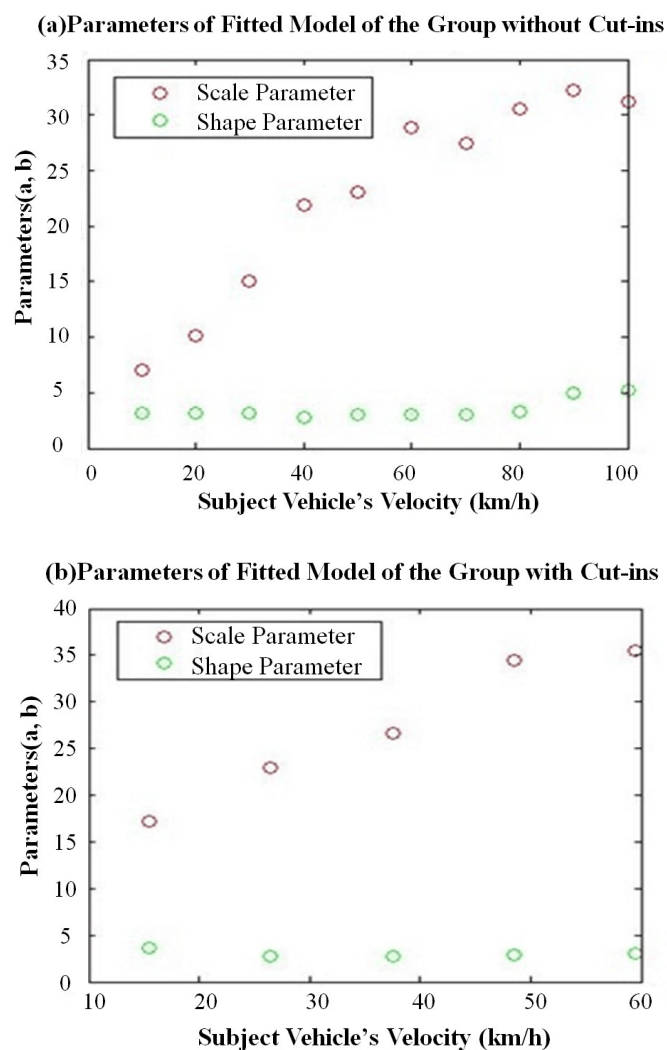 (a)Parameters of Fitted Model of the Group without Cut-ins
35
30
25
20
15
10
5
0
Parameters(a, b)
Scale Parameter
Shape Parameter
0 20 40 60 80 100
Subject Vehicle's Velocity (km/h)
(b)Parameters of Fitted Model of the Group with Cut-ins
40
35
30
25
20
15
10
5
0
Parameters(a, b)
Scale Parameter
Shape Parameter
10 20 30 40 50 60
Subject Vehicle's Velocity (km/h)